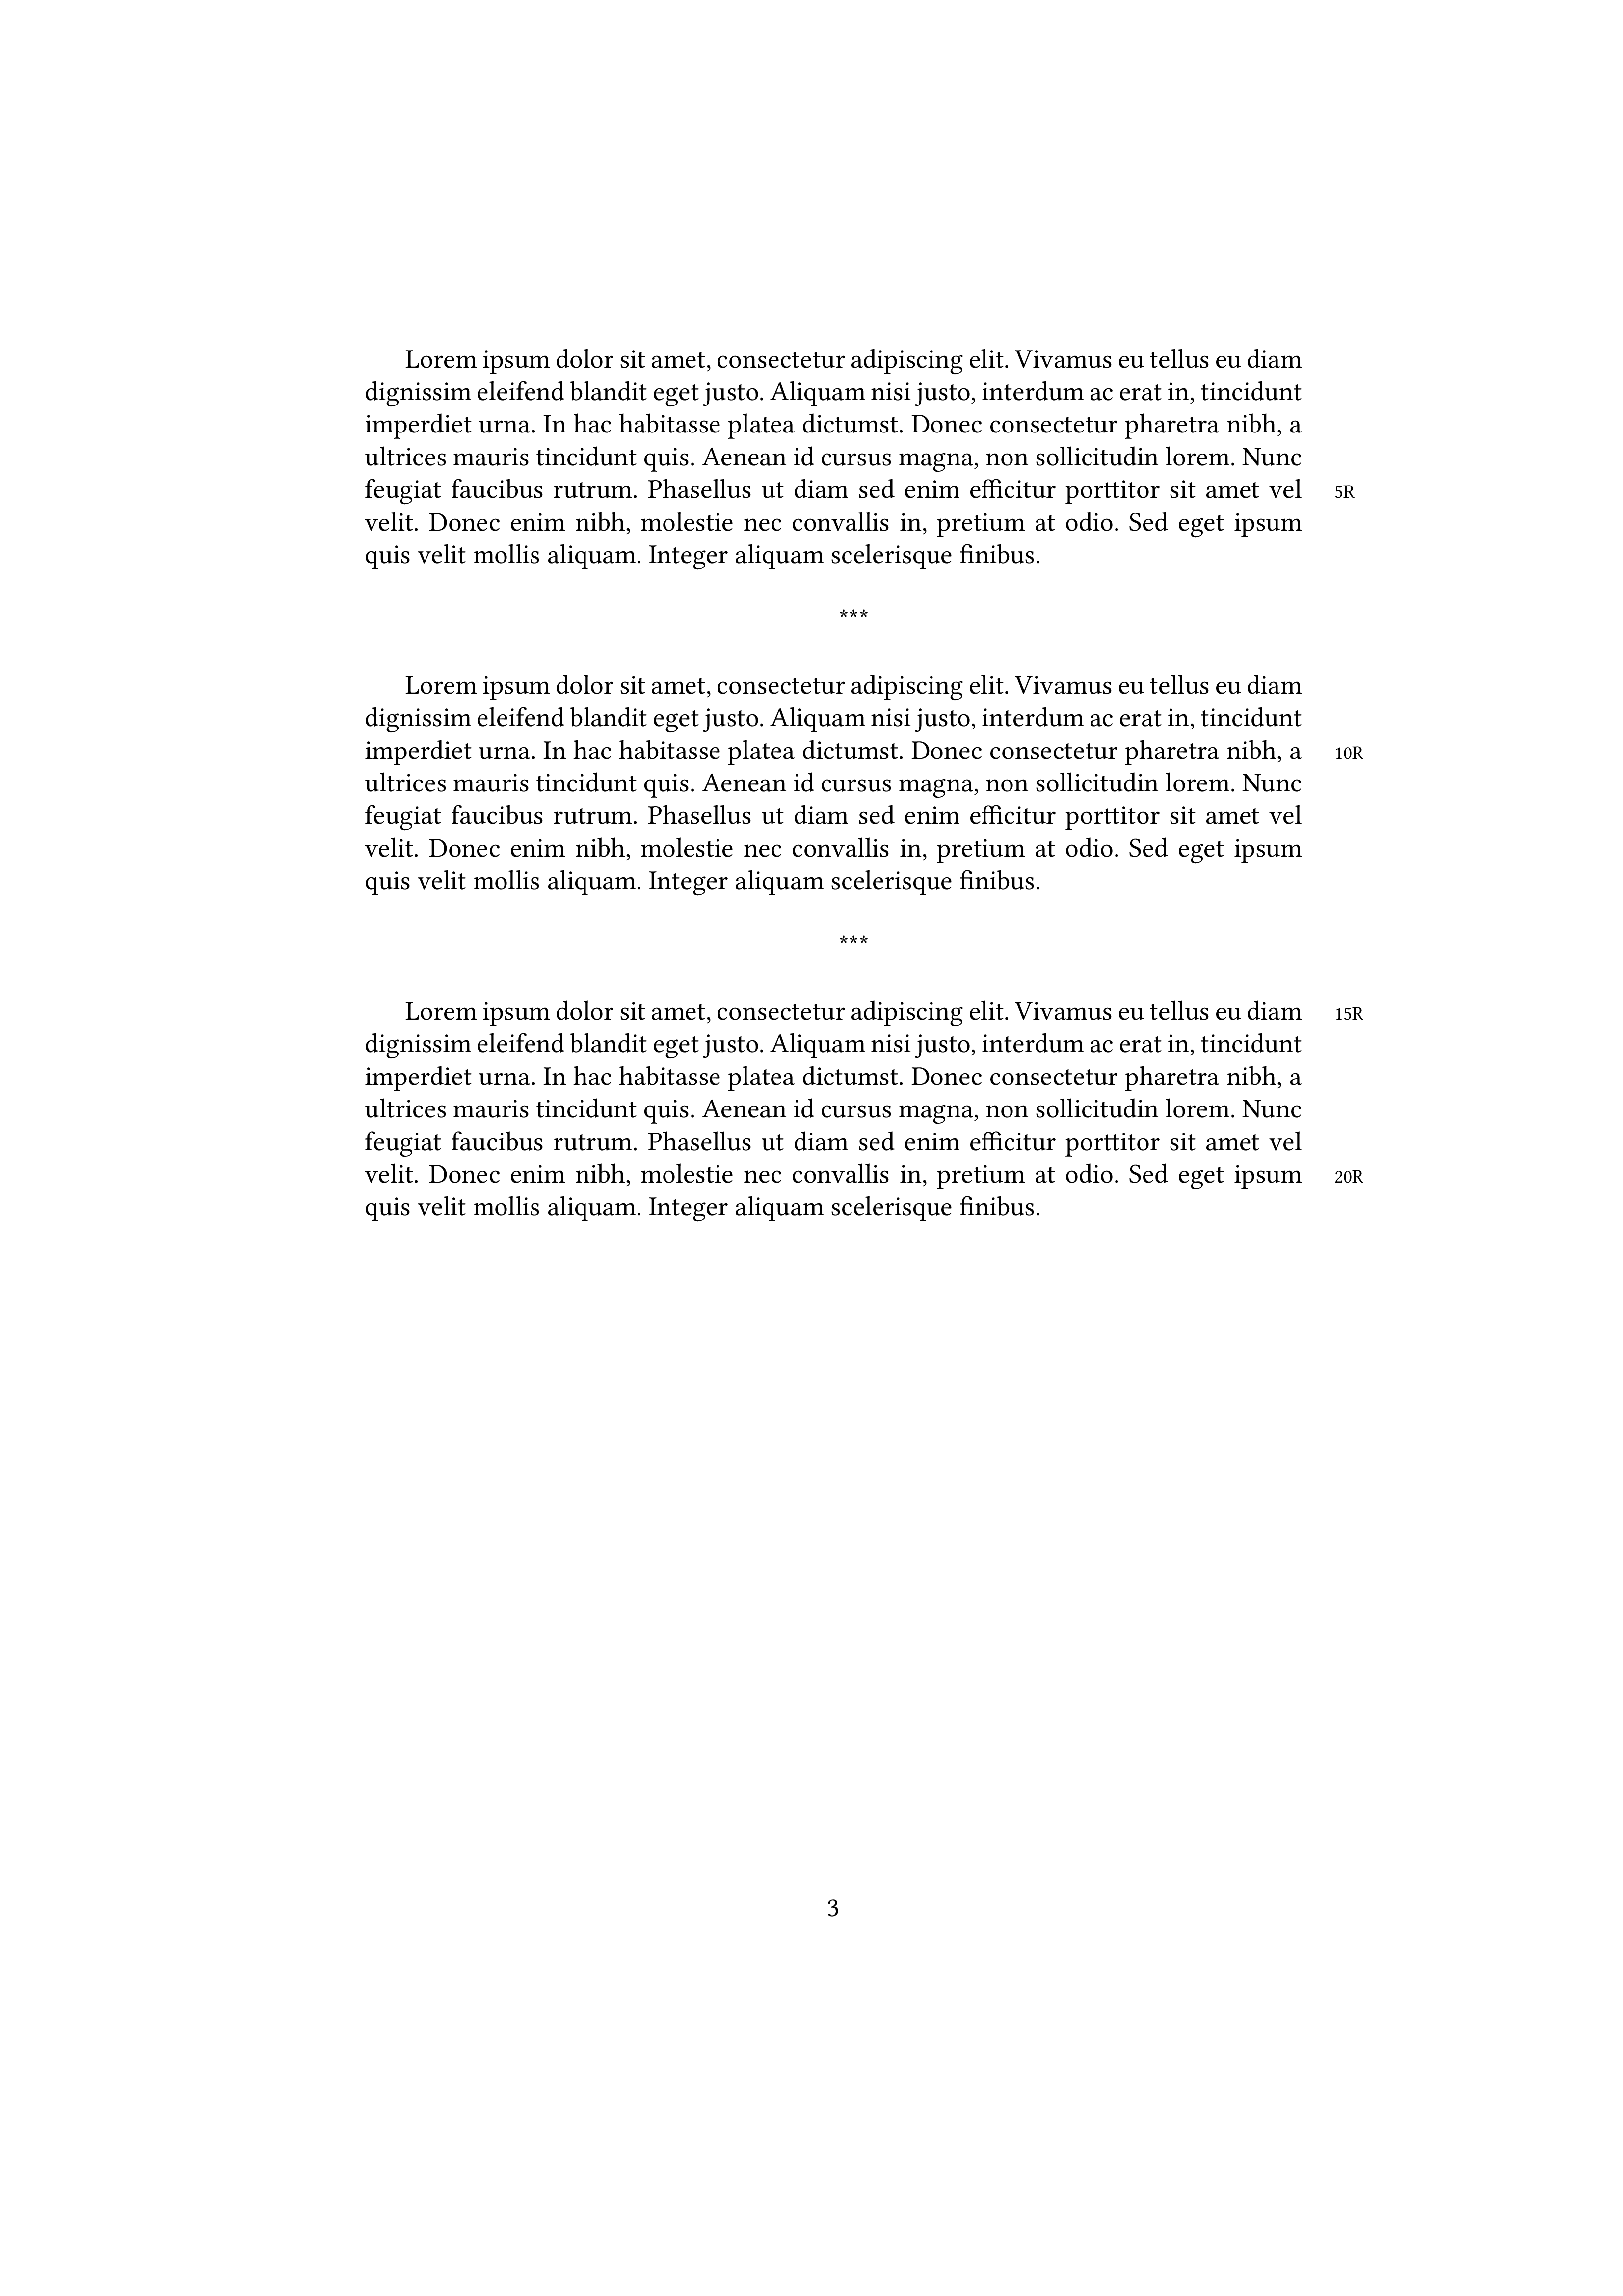 Lorem ipsum dolor sit amet, consectetur adipiscing elit. Vivamus eu tellus eu diam
dignissim eleifend blandit eget justo. Aliquam nisi justo, interdum ac erat in, tincidunt
imperdiet urna. In hac habitasse platea dictumst. Donec consectetur pharetra nibh, a
ultrices mauris tincidunt quis. Aenean id cursus magna, non sollicitudin lorem. Nunc
feugiat faucibus rutrum. Phasellus ut diam sed enim efficitur porttitor sit amet vel 5R
velit. Donec enim nibh, molestie nec convallis in, pretium at odio. Sed eget ipsum
quis velit mollis aliquam. Integer aliquam scelerisque finibus.
***
Lorem ipsum dolor sit amet, consectetur adipiscing elit. Vivamus eu tellus eu diam
dignissim eleifend blandit eget justo. Aliquam nisi justo, interdum ac erat in, tincidunt
imperdiet urna. In hac habitasse platea dictumst. Donec consectetur pharetra nibh, a 10R
ultrices mauris tincidunt quis. Aenean id cursus magna, non sollicitudin lorem. Nunc
feugiat faucibus rutrum. Phasellus ut diam sed enim efficitur porttitor sit amet vel
velit. Donec enim nibh, molestie nec convallis in, pretium at odio. Sed eget ipsum
quis velit mollis aliquam. Integer aliquam scelerisque finibus.
***
Lorem ipsum dolor sit amet, consectetur adipiscing elit. Vivamus eu tellus eu diam 15R
dignissim eleifend blandit eget justo. Aliquam nisi justo, interdum ac erat in, tincidunt
imperdiet urna. In hac habitasse platea dictumst. Donec consectetur pharetra nibh, a
ultrices mauris tincidunt quis. Aenean id cursus magna, non sollicitudin lorem. Nunc
feugiat faucibus rutrum. Phasellus ut diam sed enim efficitur porttitor sit amet vel
velit. Donec enim nibh, molestie nec convallis in, pretium at odio. Sed eget ipsum 20R
quis velit mollis aliquam. Integer aliquam scelerisque finibus.
3